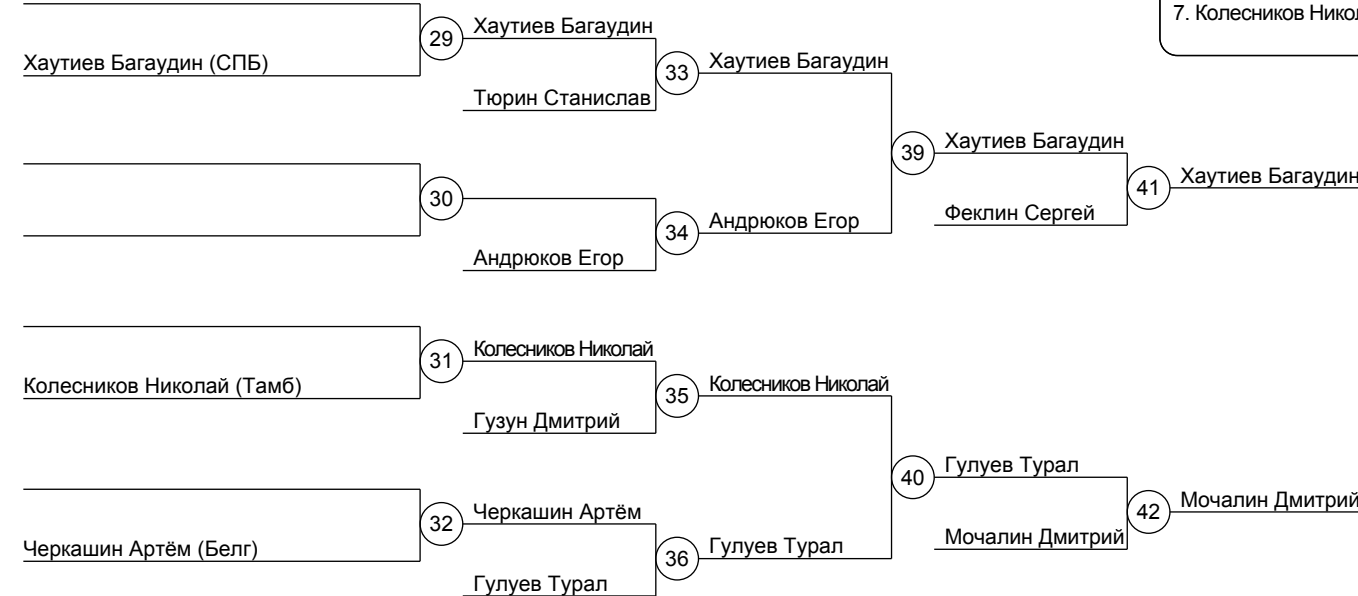 7. Колесников
29
Хаутиев Багаудин
Хаутиев Багаудин (СПБ)
33
Хаутиев Багаудин
Тюрин Станислав
39
Хаутиев Багаудин
30
41
Хаутиев Багаудин
Феклин Сергей
34
Андрюков Егор
Андрюков Егор
31
Колесников Николай
Колесников Николай (Тамб)
35
Колесников Николай
Гузун Дмитрий
40
Гулуев Турал
32
Черкашин Артём
42
Мочалин Дмитрий
Мочалин Дмитрий
Черкашин Артём (Белг)
36
Гулуев Турал
Гулуев Турал